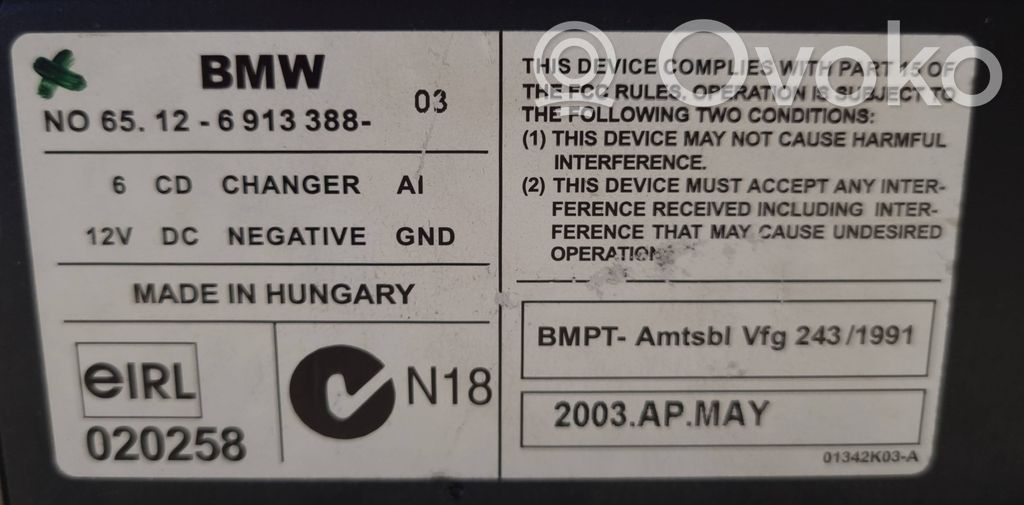 BMW
NO 65. 12 - 6 913 388-
03
6 CD CHANGER AI
12V DC NEGATIVE GND
MADE IN HUNGARY
eIRL
020258
N18
THIS DEVICE COMPLIES WITH PART 15 OF
THE FCC RULES, OPERATION IS SUBJECT TO
THE FOLLOWING TWO CONDITIONS:
(1) THIS DEVICE MAY NOT CAUSE HARMFUL
INTERFERENCE.
(2) THIS DEVICE MUST ACCEPT ANY INTER-
FERENCE RECEIVED INCLUDING INTER-
FERENCE THAT MAY CAUSE UNDESIRED
OPERATION.
BMPT- Amtsbl Vfg 243/1991
2003.AP.MAY
01342K03-A
Ovoko